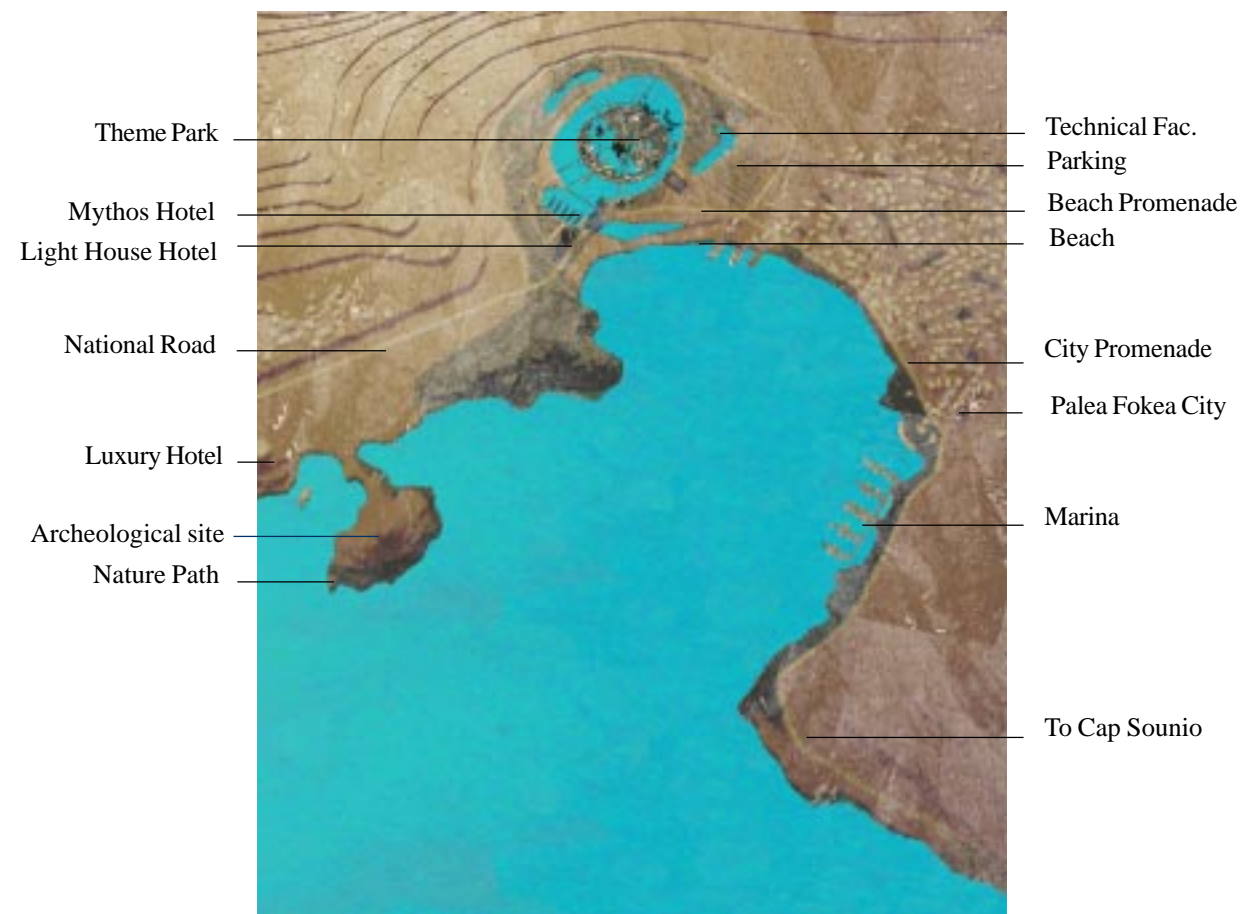 Theme Park
Mythos Hotel
Light House Hotel
National Road
Luxury Hotel
Archeological site
Nature Path
Technical Fac.
Parking
Beach Promenade
Beach
City Promenade
Palea Fokea City
Marina
To Cap Sounio